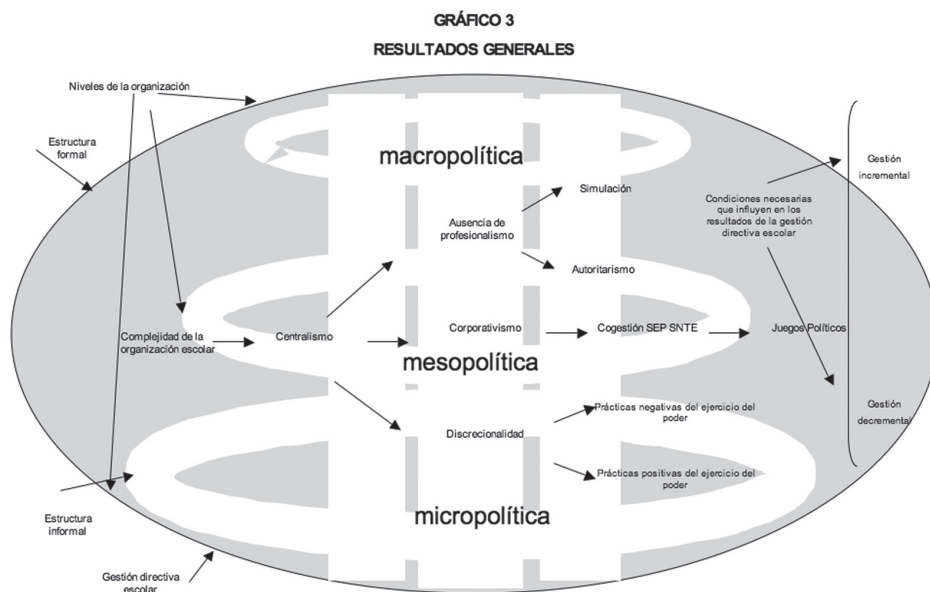 GRÁFICO 3
RESULTADOS GENERALES
Niveles de la organización
Estructura
formal
macropolítica
Gestión
incremental
Simulación
Condiciones necesarias
que influyen en los
resultados de la gestión
directiva escolar
Ausencia de
profesionalismo
Autoritarismo
Complejidad de la
organización escolar
Centralismo
Corporativismo
Cogestión SEP SNTE
Juegos Políticos
mesopolítica
Discrecionalidad
Prácticas negativas del ejercicio del
poder
Gestión
decremental
Prácticas positivas del ejercicio del
poder
micropolítica
Estructura
informal
Gestión directiva
escolar